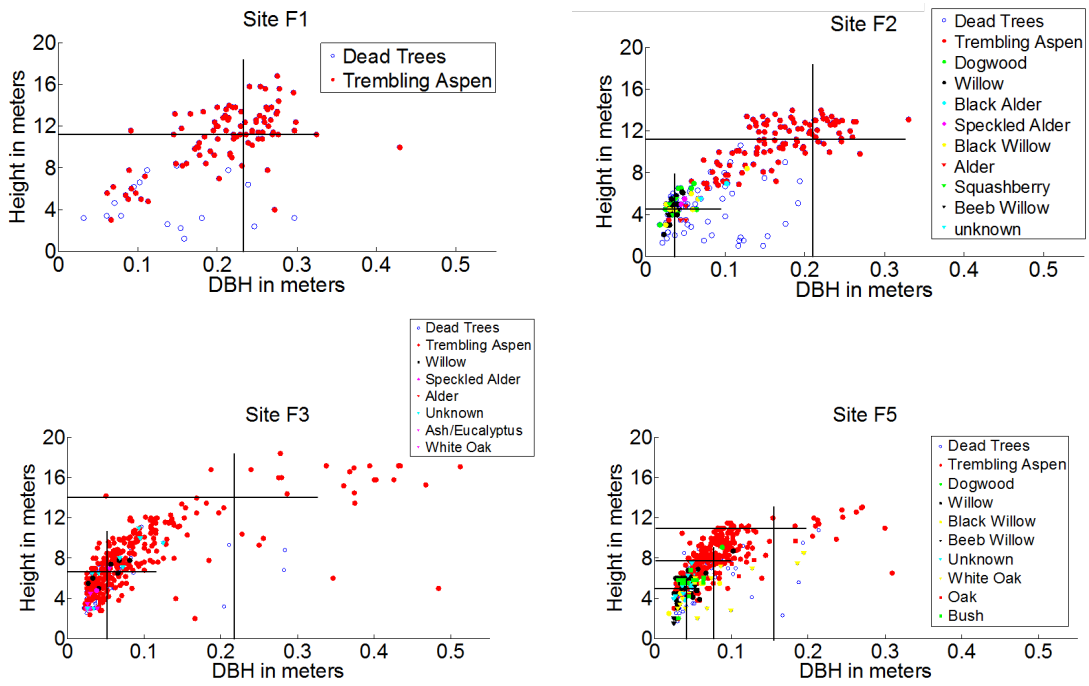 Site F1
20
16
12
8
4
0
Height in meters
0 0.1 0.2 0.3 0.4 0.5
DBH in meters
Dead Trees
Trembling Aspen
Site F2
20
16
12
8
4
0
Height in meters
0 0.1 0.2 0.3 0.4 0.5
DBH in meters
Dead Trees
Trembling Aspen
Dogwood
Willow
Black Alder
Speckled Alder
Black Willow
Alder
Squashberry
Beeb Willow
unknown
Site F3
20
16
12
8
4
0
Height in meters
0 0.1 0.2 0.3 0.4 0.5
DBH in meters
Dead Trees
Trembling Aspen
Willow
Speckled Alder
Alder
Unknown
Ash/Eucalyptus
White Oak
Site F5
20
16
12
8
4
0
Height in meters
0 0.1 0.2 0.3 0.4 0.5
DBH in meters
Dead Trees
Trembling Aspen
Dogwood
Willow
Black Willow
Beeb Willow
Unknown
White Oak
Oak
Bush